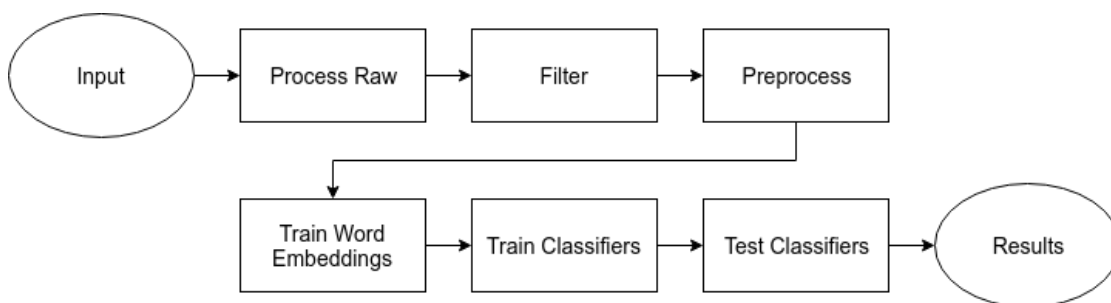 Input
Process Raw
Filter
Preprocess
Train Word
Embeddings
Train Classifiers
Test Classifiers
Results